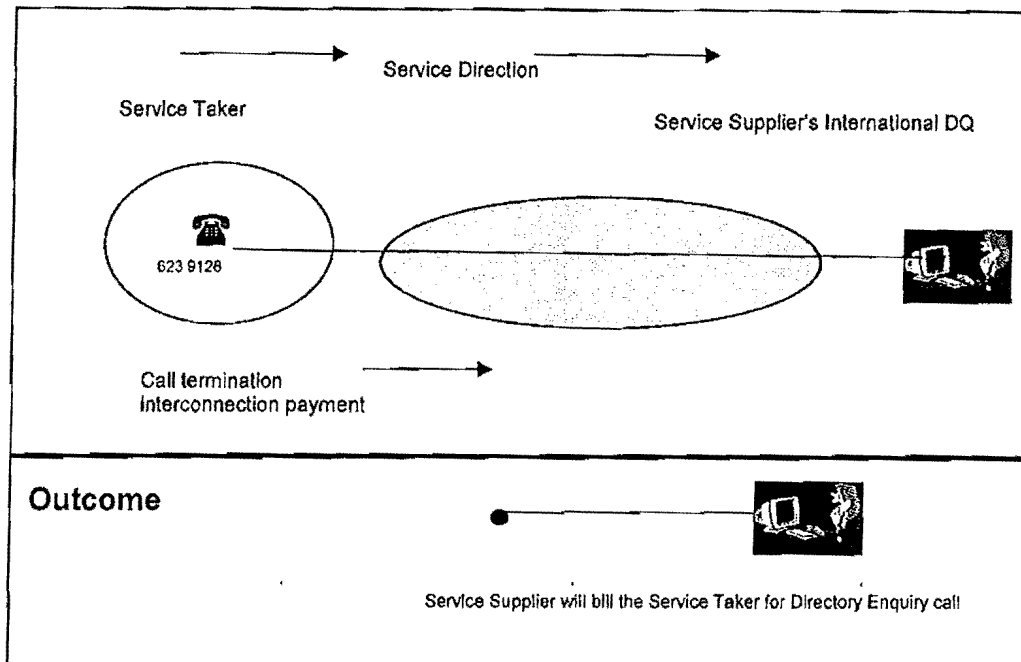 Service Direction
Service Taker
Service Supplier's International DQ
623 9126
Call termination
Interconnection payment
Outcome
Service Supplier will bill the Service Taker for Directory Enquiry call